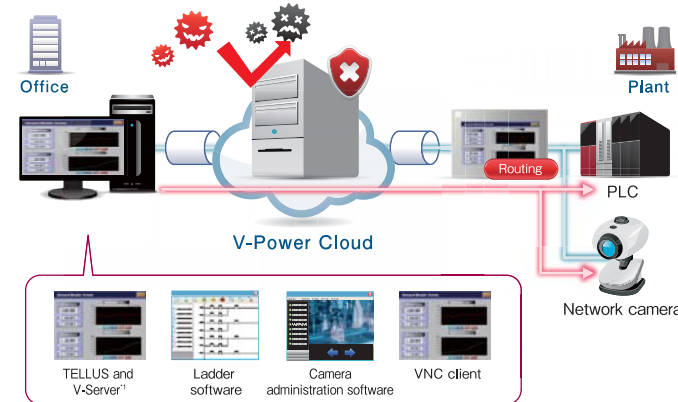 Office
Plant
Routing
PLC
V-Power Cloud
Network camera
TELLUS and
V-Server*1
Ladder
software
Camera
administration software
VNC client